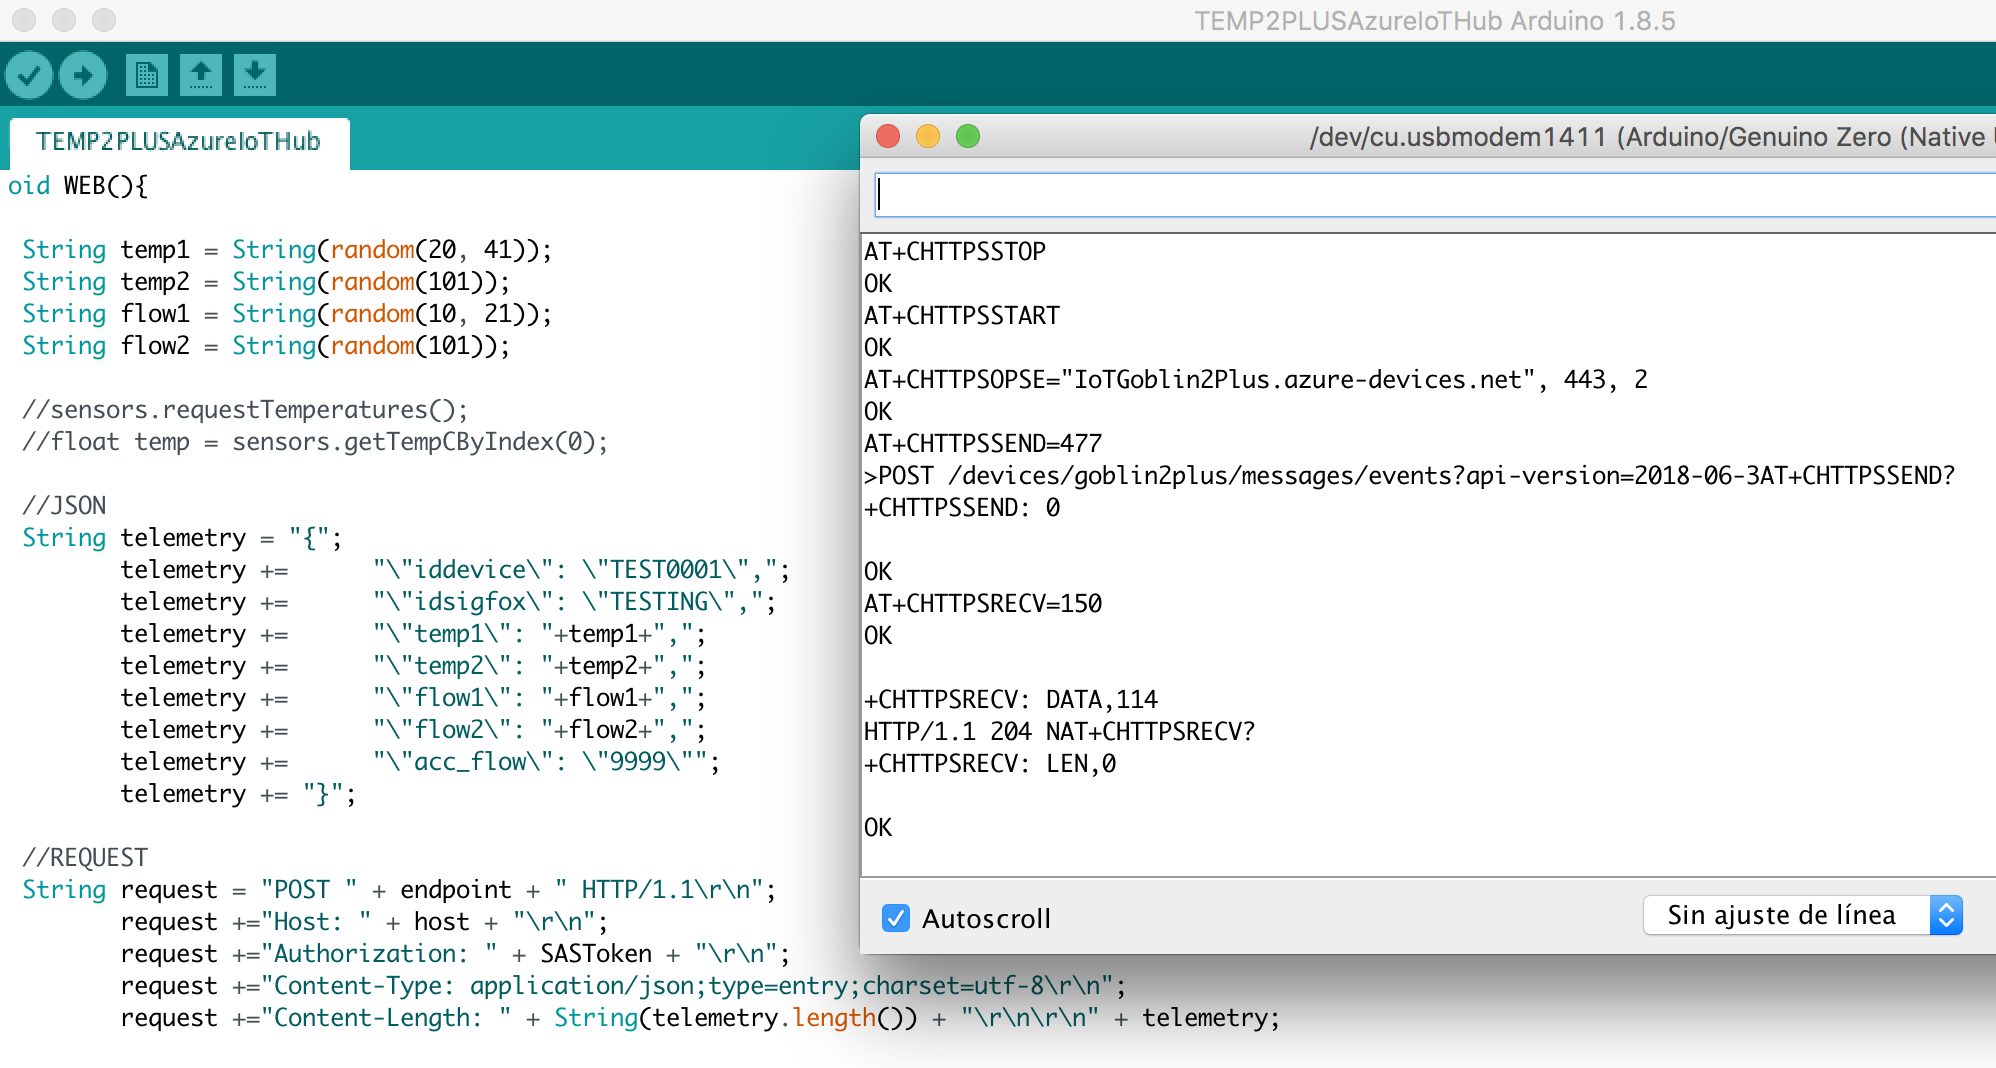 TEMP2PLUSAzureIoTHub Arduino 1.8.5
TEMP2PLUSAzureIoTHub
oid WEB(){
String temp1 = String(random(20, 41));
String temp2 = String(random(101));
String flow1 = String(random(10, 21));
String flow2 = String(random(101));
//sensors.requestTemperatures();
//float temp = sensors.getTempCByIndex(0);
//JSON
String telemetry = "{";
telemetry += "\"iddevice\": \"TEST0001\",";
telemetry += "\"idsigfox\": \"TESTING\",";
telemetry += "\"temp1\": "+temp1+",";
telemetry += "\"temp2\": "+temp2+",";
telemetry += "\"flow1\": "+flow1+",";
telemetry += "\"flow2\": "+flow2+",";
telemetry += "\"acc_flow\": \"9999\"";
telemetry += "}";
//REQUEST
String request = "POST " + endpoint + " HTTP/1.1\r\n";
request +="Host: " + host + "\r\n";
request +="Authorization: " + SASToken + "\r\n";
request +="Content-Type: application/json;type=entry;charset=utf-8\r\n";
request +="Content-Length: " + String(telemetry.length()) + "\r\n\r\n" + telemetry;
/dev/cu.usbmodem1411 (Arduino/Genuino Zero (Native
AT+CHTTPSSTOP
OK
AT+CHTTPSSTART
OK
AT+CHTTPSOPSE="IoTGoblin2Plus.azure-devices.net", 443, 2
OK
AT+CHTTPSSEND=477
>POST /devices/goblin2plus/messages/events?api-version=2018-06-3AT+CHTTPSSEND?
+CHTTPSSEND: 0
OK
AT+CHTTPSRECV=150
OK
+CHTTPSRECV: DATA,114
HTTP/1.1 204 NAT+CHTTPSRECV?
+CHTTPSRECV: LEN,0
OK
Autoscroll
Sin ajuste de línea